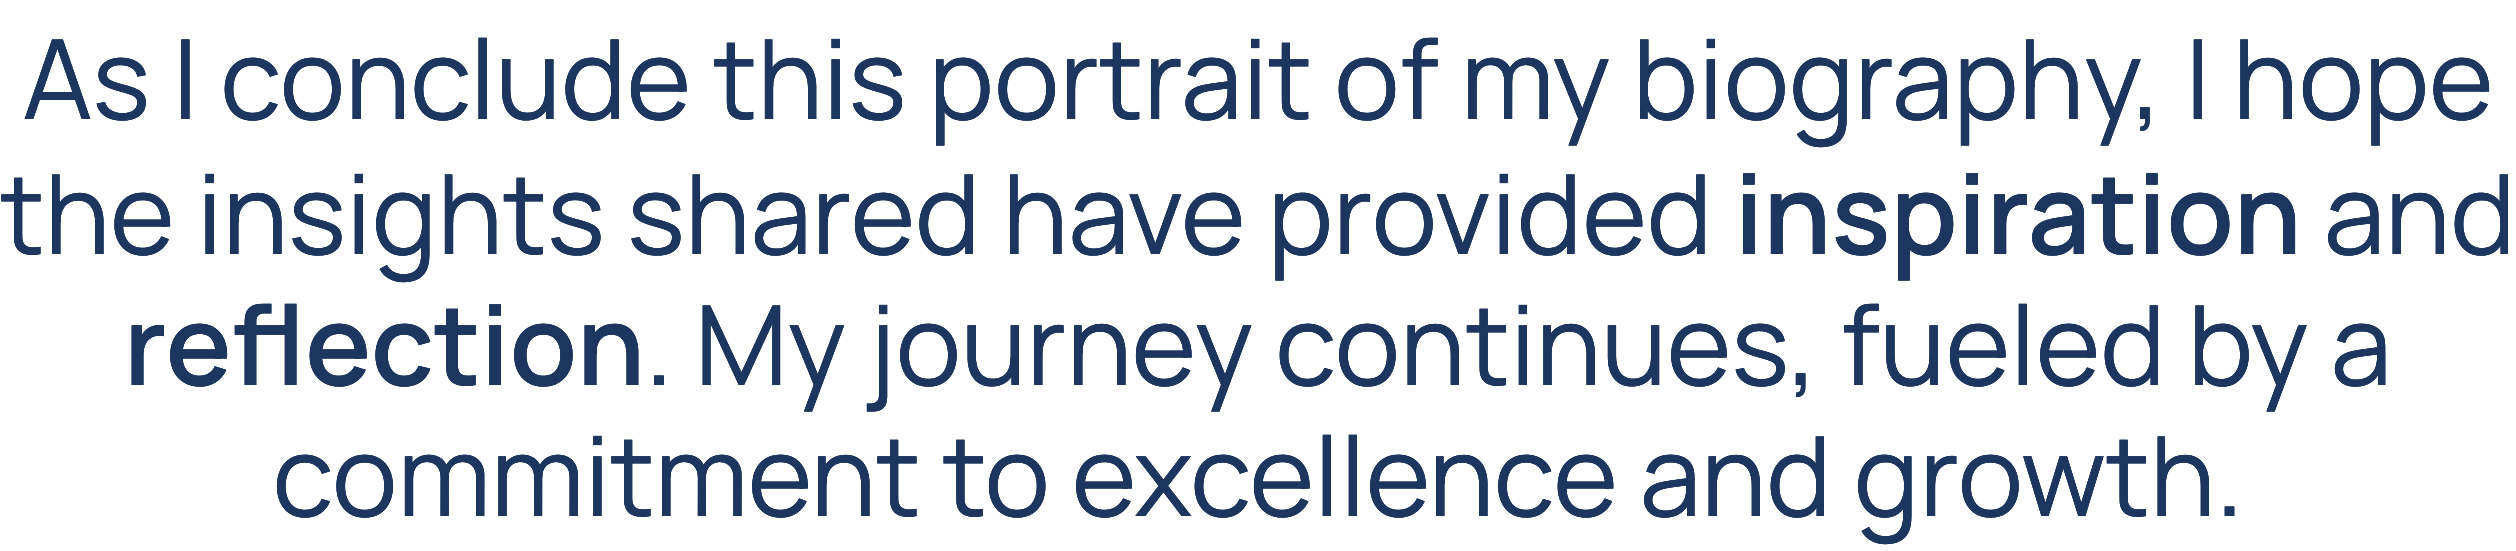 As I conclude this portrait of my biography, I hope
the insights shared have provided inspiration and
reflection. My journey continues, fueled by a
commitment to excellence and growth.